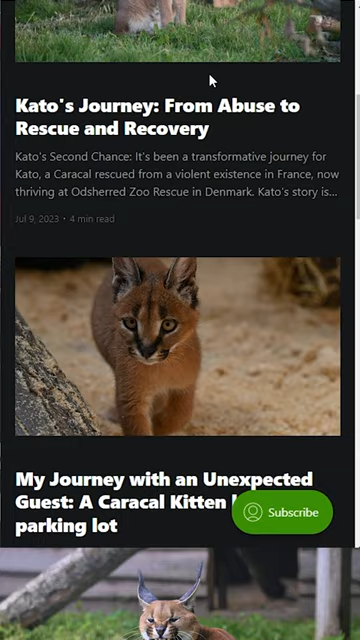 Kato's Journey: From Abuse to
Rescue and Recovery
Kato's Second Chance: It's been a transformative journey for
Kato, a Caracal rescued from a violent existence in France, now
thriving at Odsherred Zoo Rescue in Denmark. Kato's story is...
Jul 9, 2023 • 4 min read
My Journey with an Unexpected
Guest: A Caracal Kitten
parking lot
Subscribe